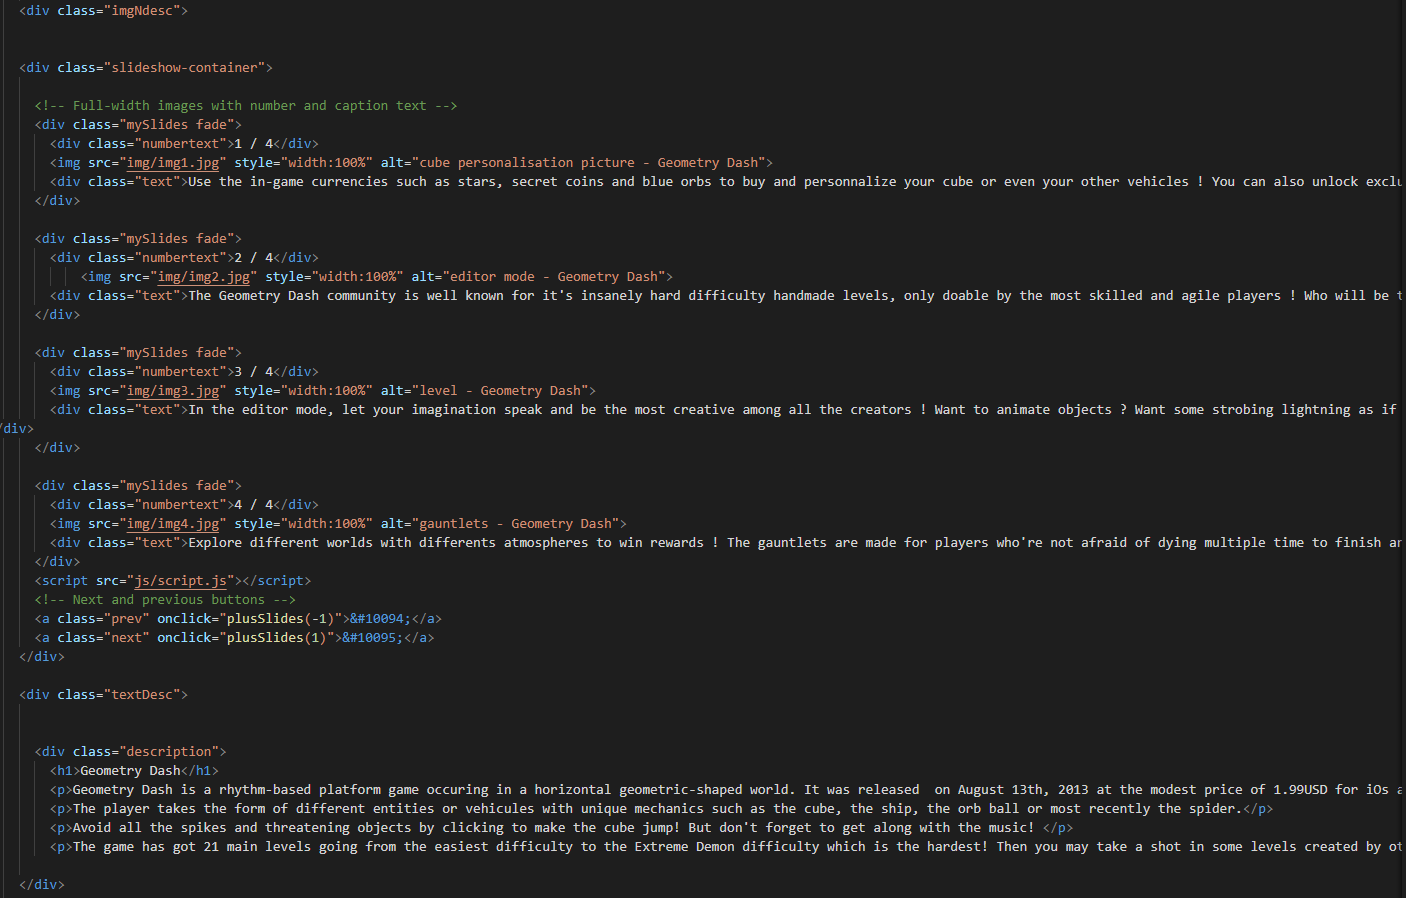 <div class="imgNdesc">
<div class="slideshow-container">
<!-- Full-width images with number and caption text -->
<div class="mySlides fade">
<div class="numbertext">1 / 4</div>
<img src="img/img1.jpg" style="width:100%" alt="cube personalisation picture - Geometry Dash">
<div class="text">Use the in-game currencies such as stars, secret coins and blue orbs to buy and personnalize your cube or even your other vehicles ! You can also unlock exclu
</div>
<div class="mySlides fade">
<div class="numbertext">2 / 4</div>
<img src="img/img2.jpg" style="width:100%" alt="editor mode - Geometry Dash">
<div class="text">The Geometry Dash community is well known for it's insanely hard difficulty handmade levels, only doable by the most skilled and agile players ! Who will be t
</div>
<div class="mySlides fade">
<div class="numbertext">3 / 4</div>
<img src="img/img3.jpg" style="width:100%" alt="level - Geometry Dash">
<div class="text">In the editor mode, let your imagination speak and be the most creative among all the creators ! Want to animate objects ? Want some strobing lightning as if
/div>
</div>
<div class="mySlides fade">
<div class="numbertext">4 / 4</div>
<img src="img/img4.jpg" style="width:100%" alt="gauntlets - Geometry Dash">
<div class="text">Explore different worlds with differents atmospheres to win rewards ! The gauntlets are made for players who're not afraid of dying multiple time to finish an
</div>
<script src="js/script.js"></script>
<!-- Next and previous buttons -->
<a class="prev" onclick="plusSlides(-1)">&#10094;</a>
<a class="next" onclick="plusSlides(1)">&#10095;</a>
</div>
<div class="textDesc">
<div class="description">
<h1>Geometry Dash</h1>
<p>Geometry Dash is a rhythm-based platform game occuring in a horizontal geometric-shaped world. It was released  on August 13th, 2013 at the modest price of 1.99USD for iOs a
<p>The player takes the form of different entities or vehicules with unique mechanics such as the cube, the ship, the orb ball or most recently the spider.</p>
<p>Avoid all the spikes and threatening objects by clicking to make the cube jump! But don't forget to get along with the music! </p>
<p>The game has got 21 main levels going from the easiest difficulty to the Extreme Demon difficulty which is the hardest! Then you may take a shot in some levels created by ot
</div>